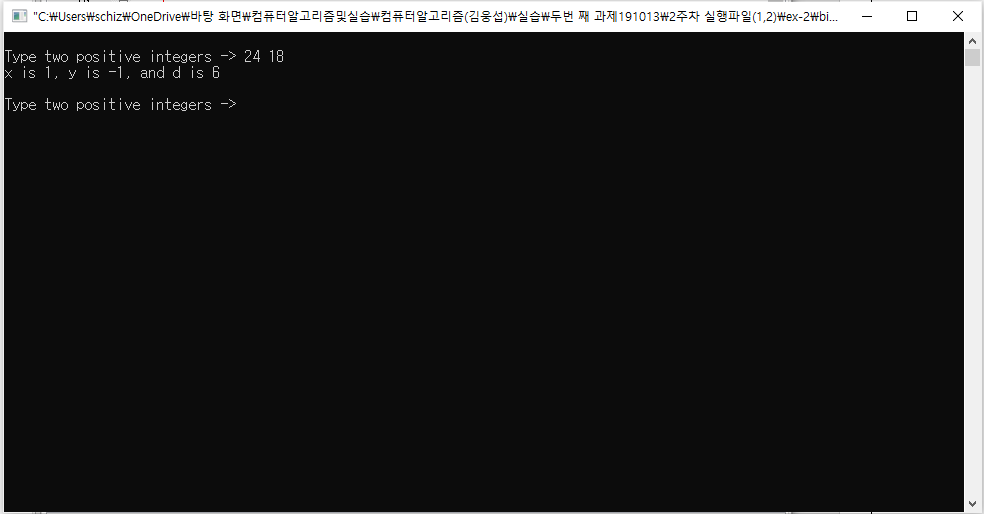 "C:₩Users₩schiz₩OneDrive₩바탕 화면₩컴퓨터알고리즘및실습₩컴퓨터알고리즘(김웅섭)₩실습₩두번 째 과제191013₩2주차 실행파일(1,2)₩ex-2₩bi...
Type two positive integers -> 24 18
x is 1, y is -1, and d is 6
Type two positive integers ->